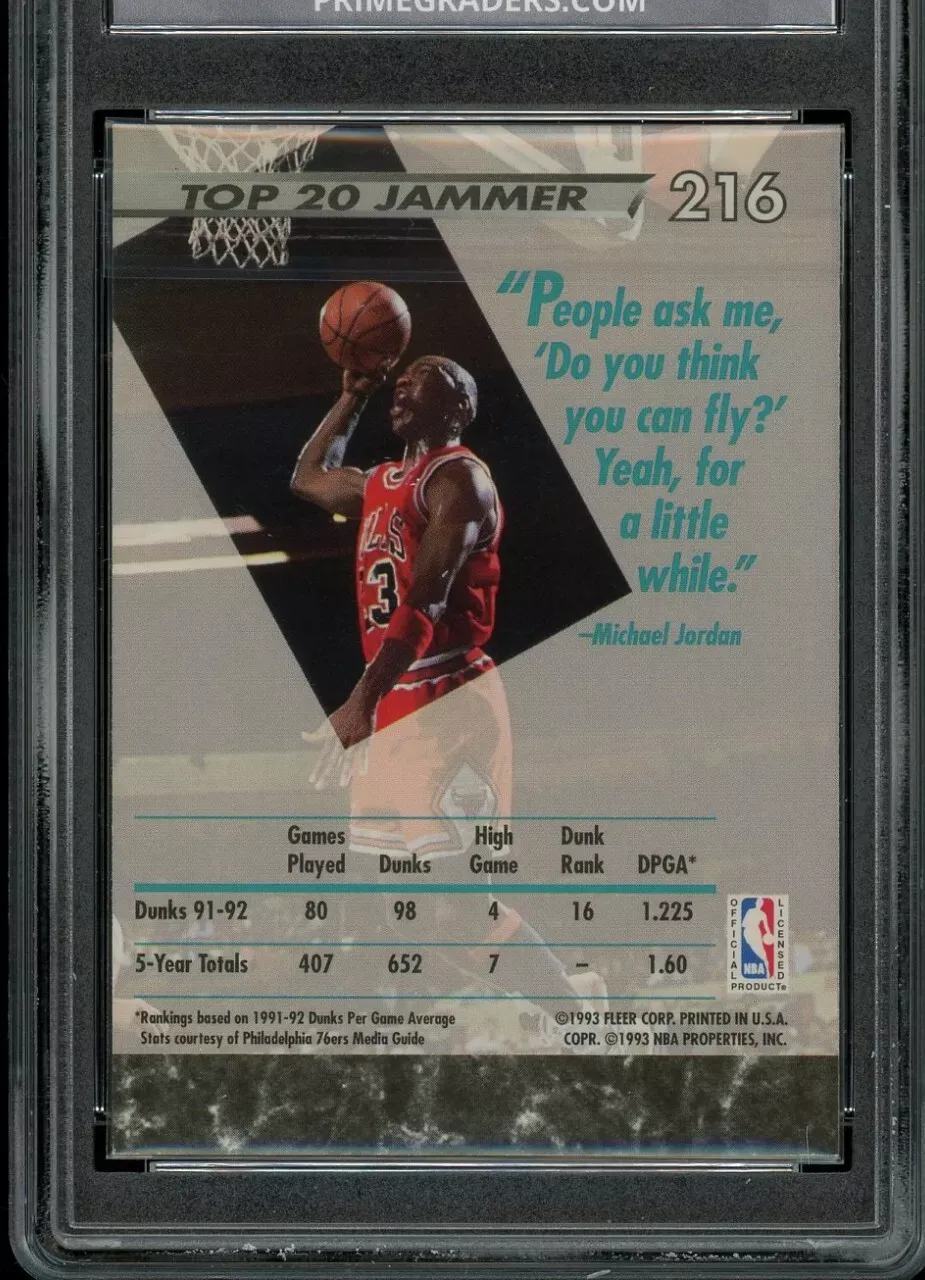 PRIMEGRADERS.COM
TOP 20 JAMMER 216
“People ask me,
‘Do you think
you can fly?’
Yeah, for
a little
while.”
–Michael Jordan
Games Played Dunks High Game Dunk Rank DPGA*
Dunks 91-92 80 98 4 16 1.225
5-Year Totals 407 652 7 – 1.60
*Rankings based on 1991-92 Dunks Per Game Average
Stats courtesy of Philadelphia 76ers Media Guide
©1993 FLEER CORP. PRINTED IN U.S.A.
COPR. ©1993 NBA PROPERTIES, INC.
OFFICIAL LICENSED
NBA
PRODUCT®
LLS
3